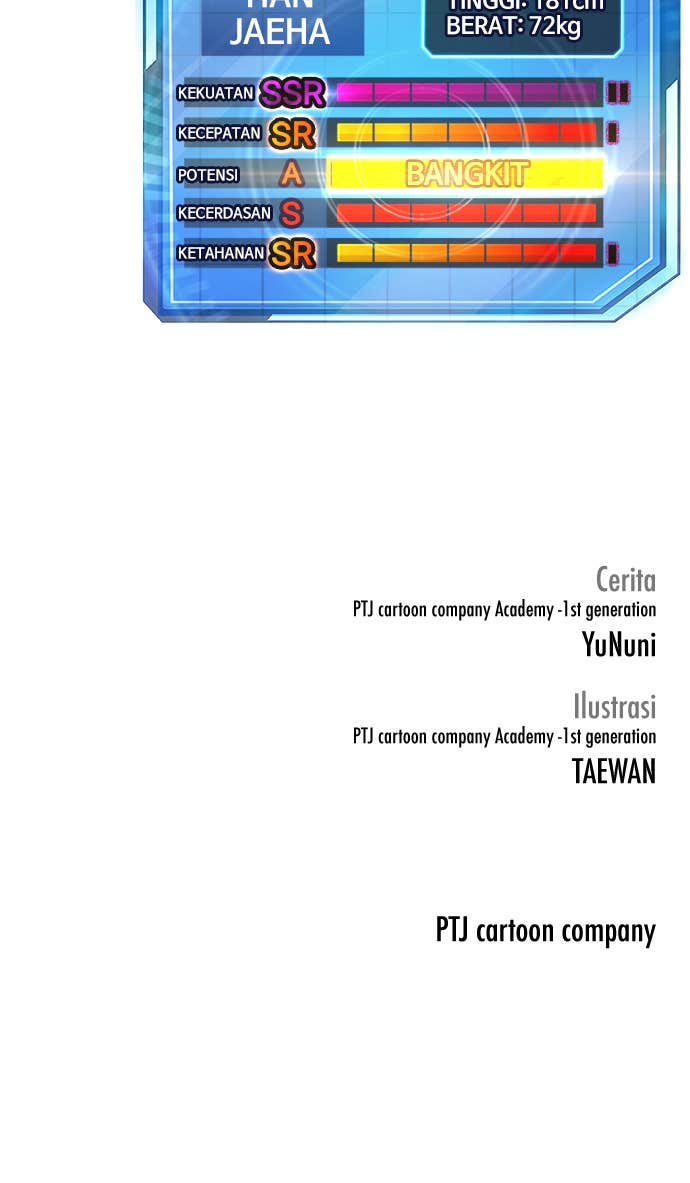 HAN
JAEHA
TINGGI: 181cm
BERAT: 72kg
KEKUATAN SSR
KECEPATAN SR
POTENSI A BANGKIT
KECERDASAN S
KETAHANAN SR
Cerita
PTJ cartoon company Academy -1st generation
YuNuni
Ilustrasi
PTJ cartoon company Academy -1st generation
TAEWAN
PTJ cartoon company